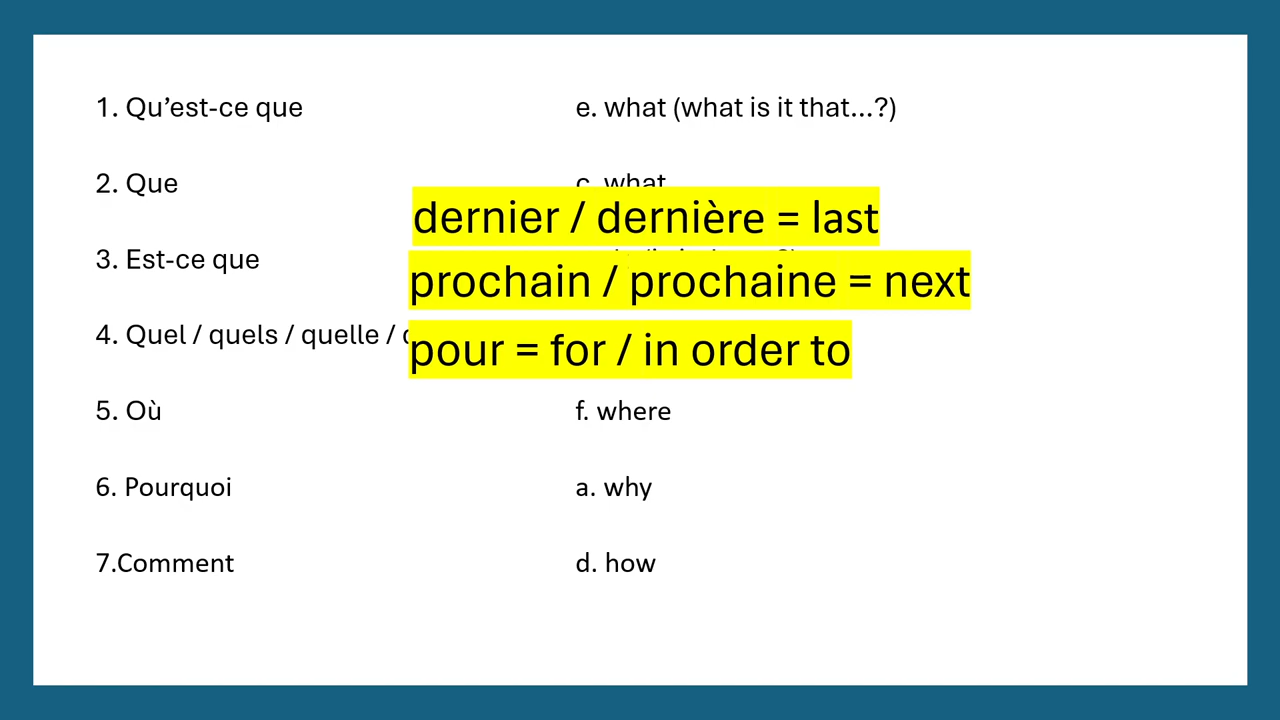 1. Qu’est-ce que
e. what (what is it that...?)
2. Que
c. what
dernier / dernière = last
3. Est-ce que
prochain / prochaine = next
4. Quel / quels / quelle /
pour = for / in order to
5. Où
f. where
6. Pourquoi
a. why
7.Comment
d. how